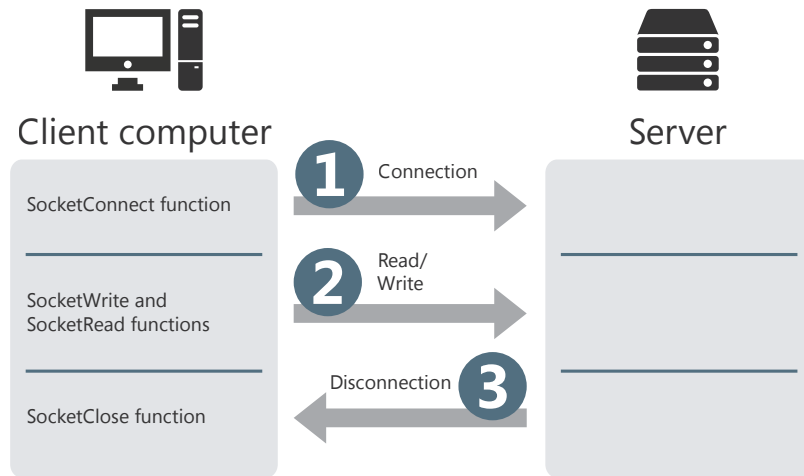 Client computer
Server
SocketConnect function
1
Connection
SocketWrite and
SocketRead functions
2
Read/
Write
SocketClose function
Disconnection
3